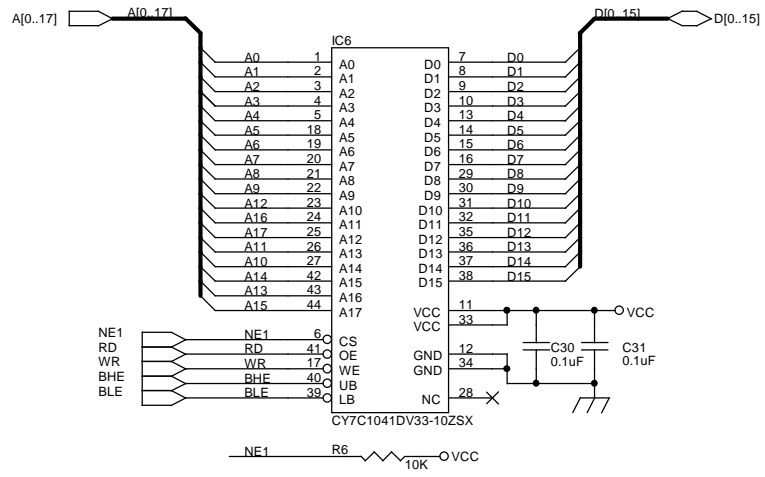 A[0..17] A[0..17] D[0..15] D[0..15]
IC6
A0 1 A0 D0 7 D0
A1 2 A1 D1 8 D1
A2 3 A2 D2 9 D2
A3 4 A3 D3 10 D3
A4 5 A4 D4 13 D4
A5 18 A5 D5 14 D5
A6 19 A6 D6 15 D6
A7 20 A7 D7 16 D7
A8 21 A8 D8 29 D8
A9 22 A9 D9 30 D9
A12 23 A10 D10 31 D10
A16 24 A11 D11 32 D11
A17 25 A12 D12 35 D12
A11 26 A13 D13 36 D13
A10 27 A14 D14 37 D14
A14 42 A15 D15 38 D15
A13 43 A16
A15 44 A17 VCC 11 VCC
VCC 33
NE1 NE1 6 CS
RD RD 41 OE GND 12 C30 C31
WR WR 17 WE GND 34 0.1uF 0.1uF
BHE BHE 40 UB
BLE BLE 39 LB NC 28
CY7C1041DV33-10ZSX
NE1 R6 10K VCC